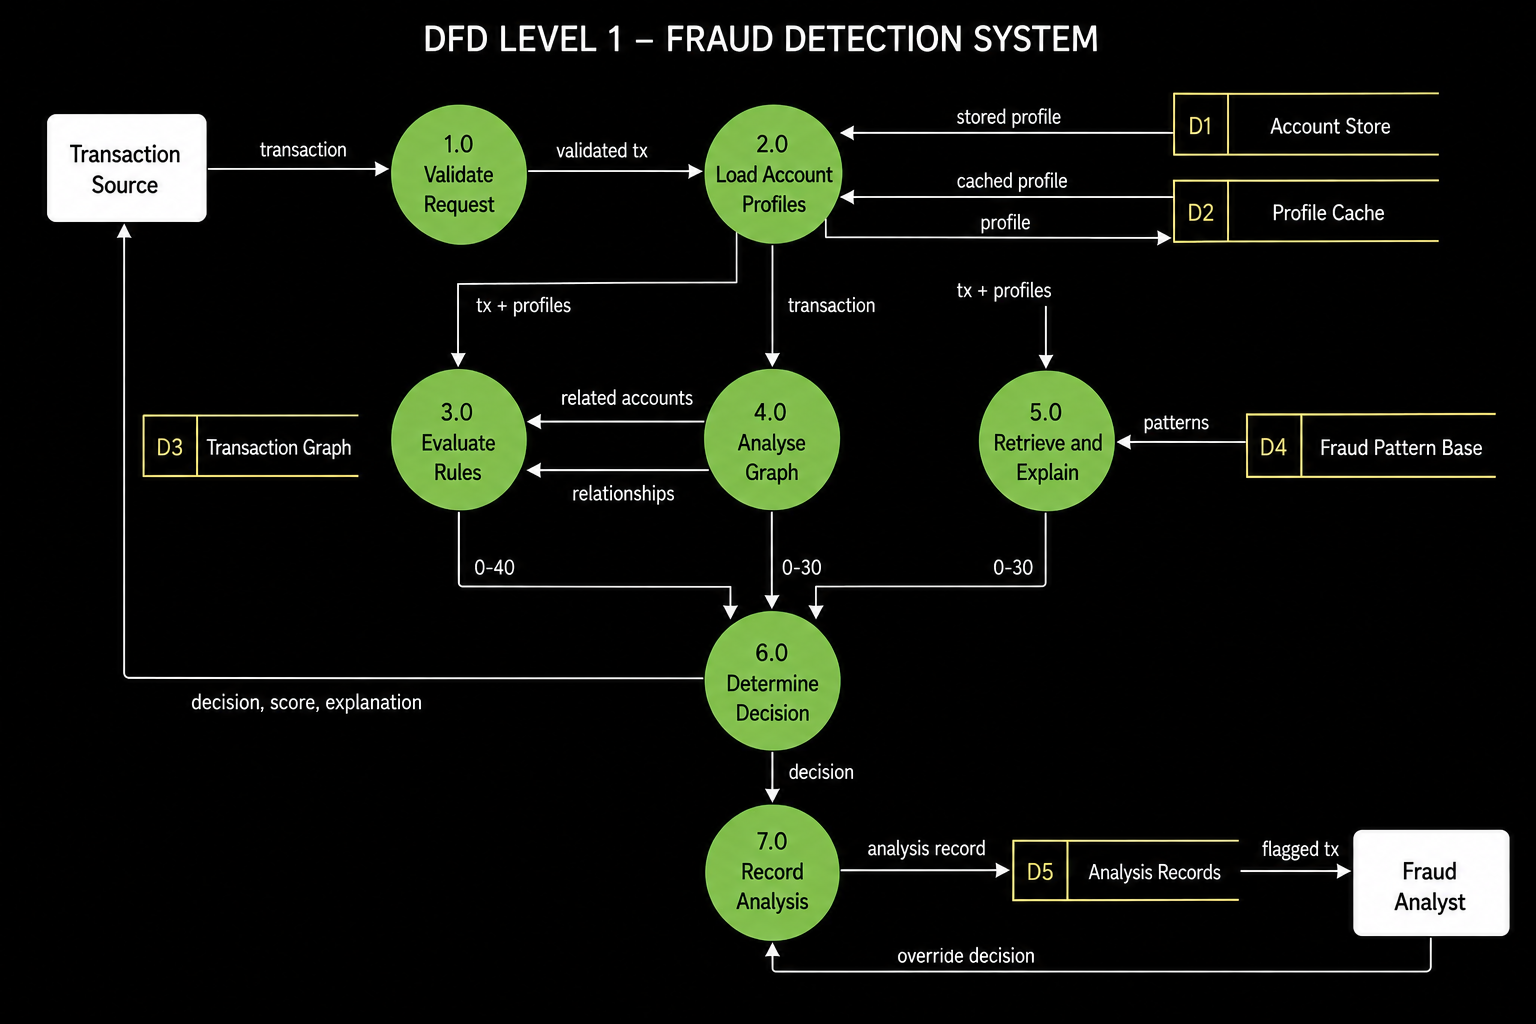 DFD LEVEL 1 – FRAUD DETECTION SYSTEM
Transaction
Source
transaction
1.0
Validate
Request
validated tx
2.0
Load Account
Profiles
stored profile
D1
Account Store
cached profile
profile
D2
Profile Cache
tx + profiles
transaction
tx + profiles
D3
Transaction Graph
3.0
Evaluate
Rules
related accounts
relationships
4.0
Analyse
Graph
5.0
Retrieve and
Explain
patterns
D4
Fraud Pattern Base
0-40
0-30
0-30
6.0
Determine
Decision
decision, score, explanation
decision
7.0
Record
Analysis
analysis record
D5
Analysis Records
flagged tx
Fraud
Analyst
override decision